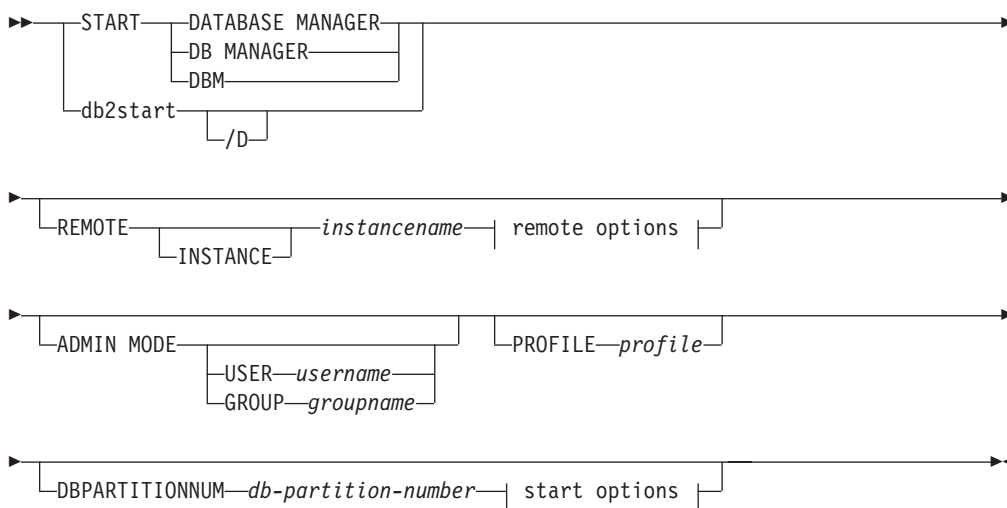 START DATABASE MANAGER
DB MANAGER
DBM
db2start
/D
REMOTE instancename remote options
INSTANCE
ADMIN MODE PROFILE profile
USER username
GROUP groupname
DBPARTITIONNUM db-partition-number start options